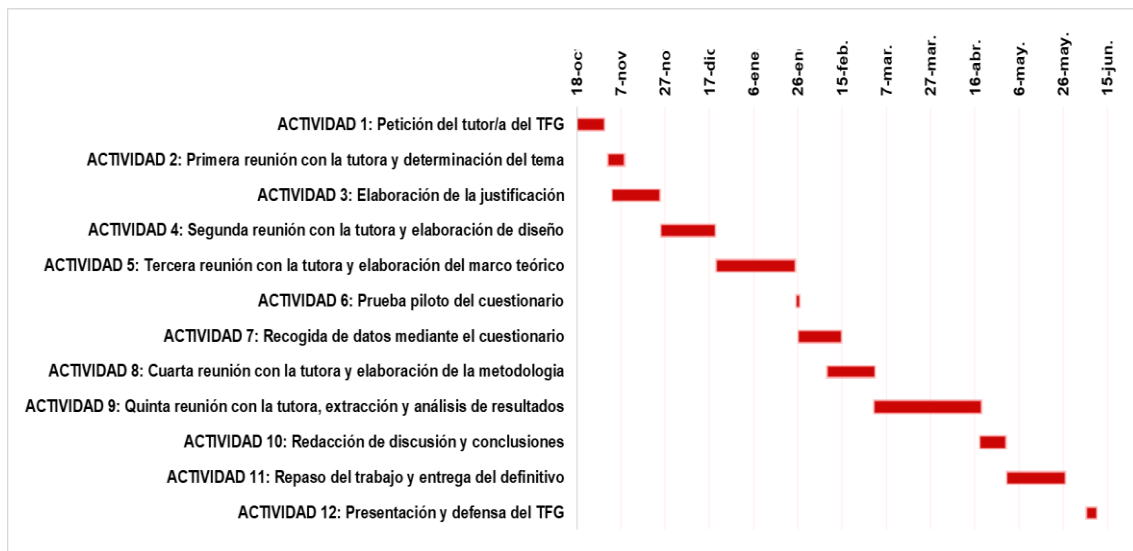 18-oc
7-nov
27-no
17-dic
6-ene
26-en
15-feb.
7-mar.
27-mar.
16-abr.
6-may.
26-may.
15-jun.
ACTIVIDAD 1: Petición del tutor/a del TFG
ACTIVIDAD 2: Primera reunión con la tutora y determinación del tema
ACTIVIDAD 3: Elaboración de la justificación
ACTIVIDAD 4: Segunda reunión con la tutora y elaboración de diseño
ACTIVIDAD 5: Tercera reunión con la tutora y elaboración del marco teórico
ACTIVIDAD 6: Prueba piloto del cuestionario
ACTIVIDAD 7: Recogida de datos mediante el cuestionario
ACTIVIDAD 8: Cuarta reunión con la tutora y elaboración de la metodologia
ACTIVIDAD 9: Quinta reunión con la tutora, extracción y análisis de resultados
ACTIVIDAD 10: Redacción de discusión y conclusiones
ACTIVIDAD 11: Repaso del trabajo y entrega del definitivo
ACTIVIDAD 12: Presentación y defensa del TFG